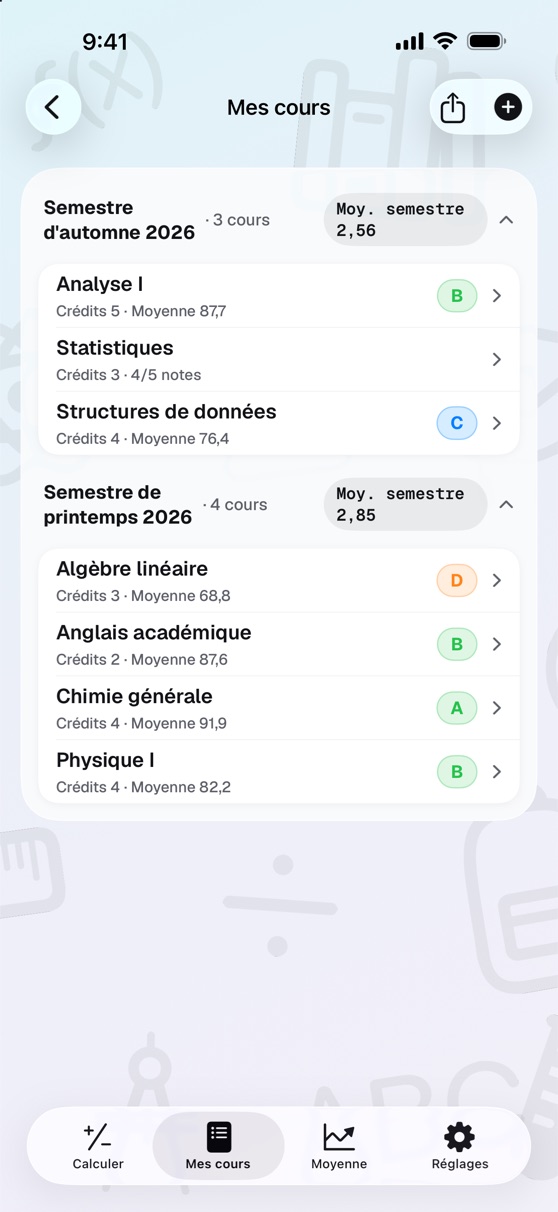 9:41
Mes cours
Semestre
d'automne 2026
· 3 cours
Moy. semestre
2,56
Analyse I
Crédits 5 · Moyenne 87,7
B
Statistiques
Crédits 3 · 4/5 notes
Structures de données
Crédits 4 · Moyenne 76,4
C
Semestre de
printemps 2026
· 4 cours
Moy. semestre
2,85
Algèbre linéaire
Crédits 3 · Moyenne 68,8
D
Anglais académique
Crédits 2 · Moyenne 87,6
B
Chimie générale
Crédits 4 · Moyenne 91,9
A
Physique I
Crédits 4 · Moyenne 82,2
B
Calculer
Mes cours
Moyenne
Réglages